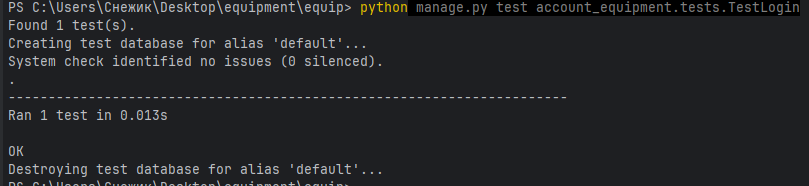 PS C:\Users\Снежик\Desktop\equipment\equip> python manage.py test account_equipment.tests.TestLogin
Found 1 test(s).
Creating test database for alias 'default'...
System check identified no issues (0 silenced).
.
----------------------------------------------------------------------
Ran 1 test in 0.013s
OK
Destroying test database for alias 'default'...
PS C:\Users\Снежик\Desktop\equipment\equip>